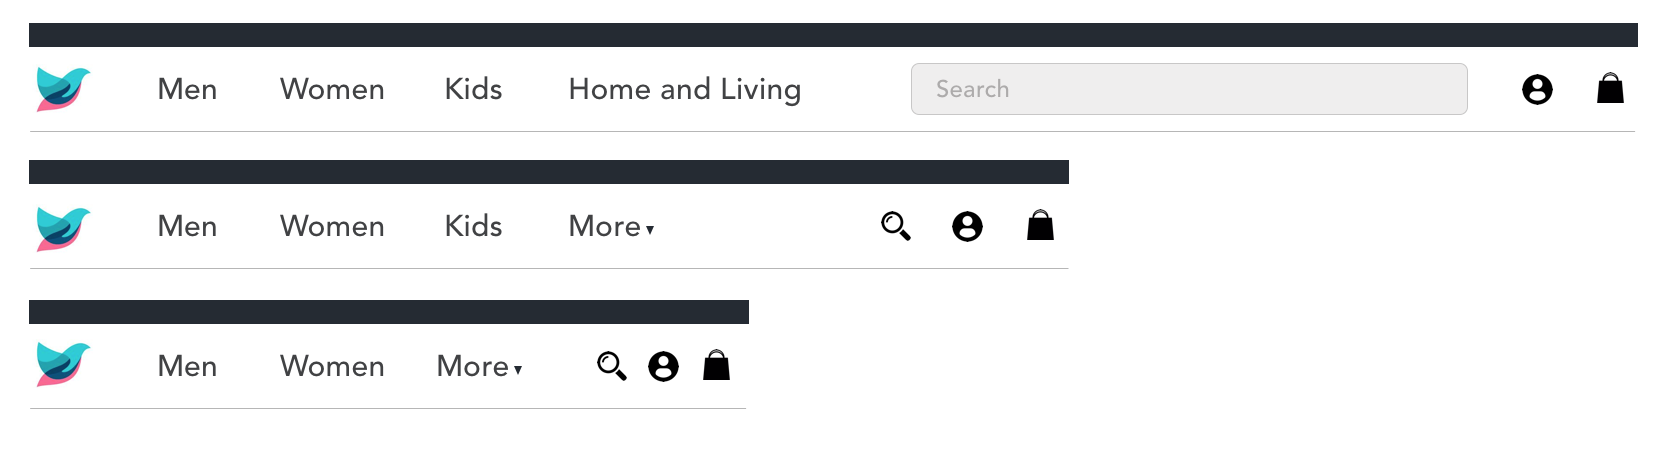 Men Women Kids Home and Living Search
Men Women Kids More ▾
Men Women More ▾